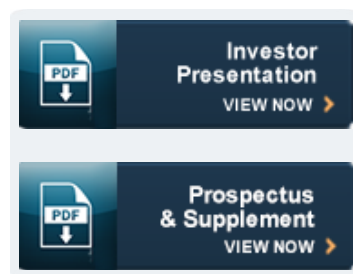 PDF
Investor
Presentation
VIEW NOW
PDF
Prospectus
& Supplement
VIEW NOW